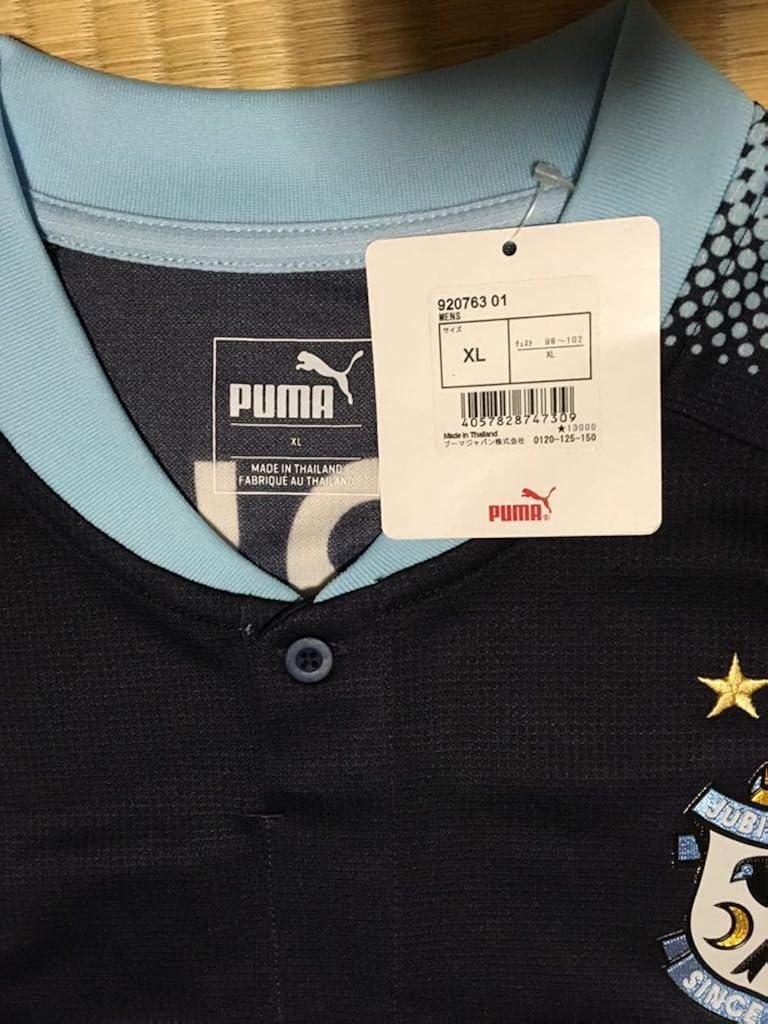 920763 01
MENS
サイズ
XL
チェスト 98～102
XL
4057828747309
★13000
Made in Thailand
プーマジャパン株式会社 0120-125-150
PUMA
PUMA
XL
MADE IN THAILAND
FABRIQUÉ AU THAILAND
JUBI
SINCE